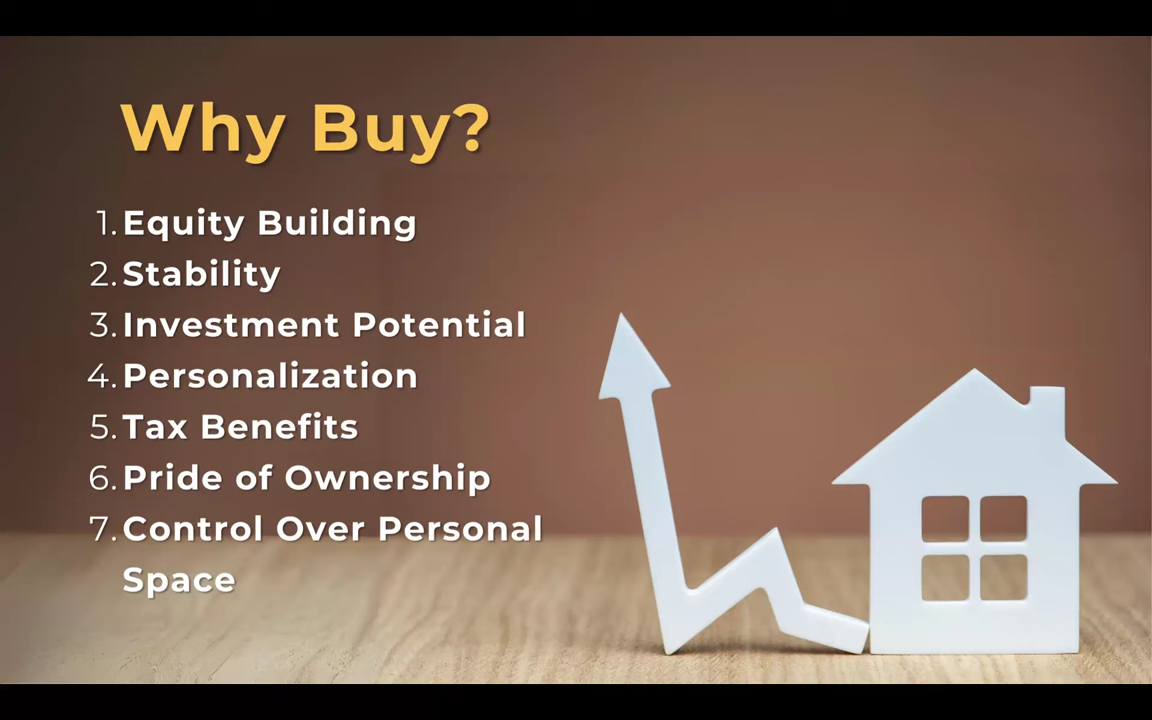 Why Buy?
1. Equity Building
2. Stability
3. Investment Potential
4. Personalization
5. Tax Benefits
6. Pride of Ownership
7. Control Over Personal
Space